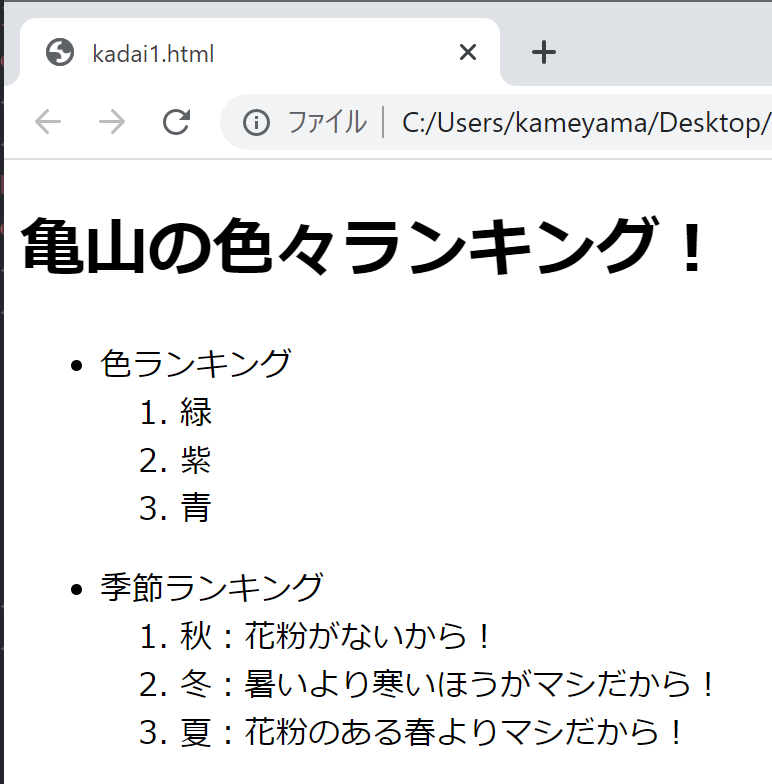 kadai1.html
ファイル | C:/Users/kameyama/Desktop/
亀山の色々ランキング！
• 色ランキング
1. 緑
2. 紫
3. 青
• 季節ランキング
1. 秋：花粉がないから！
2. 冬：暑いより寒いほうがマシだから！
3. 夏：花粉のある春よりマシだから！